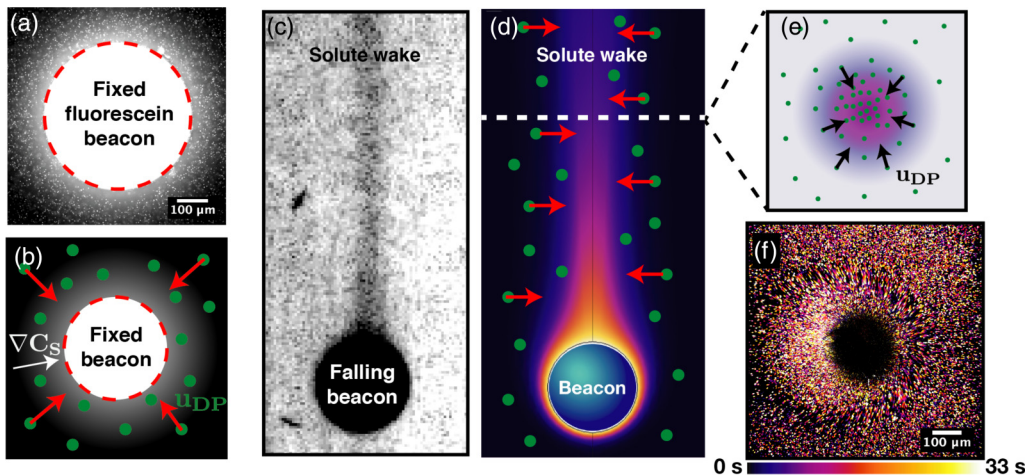 (a)
Fixed
fluorescein
beacon
100 µm
(b)
Fixed
beacon
∇C_S
u_DP
(c)
Solute wake
Falling
beacon
(d)
Solute wake
Beacon
(e)
u_DP
(f)
100 µm
0 s
33 s